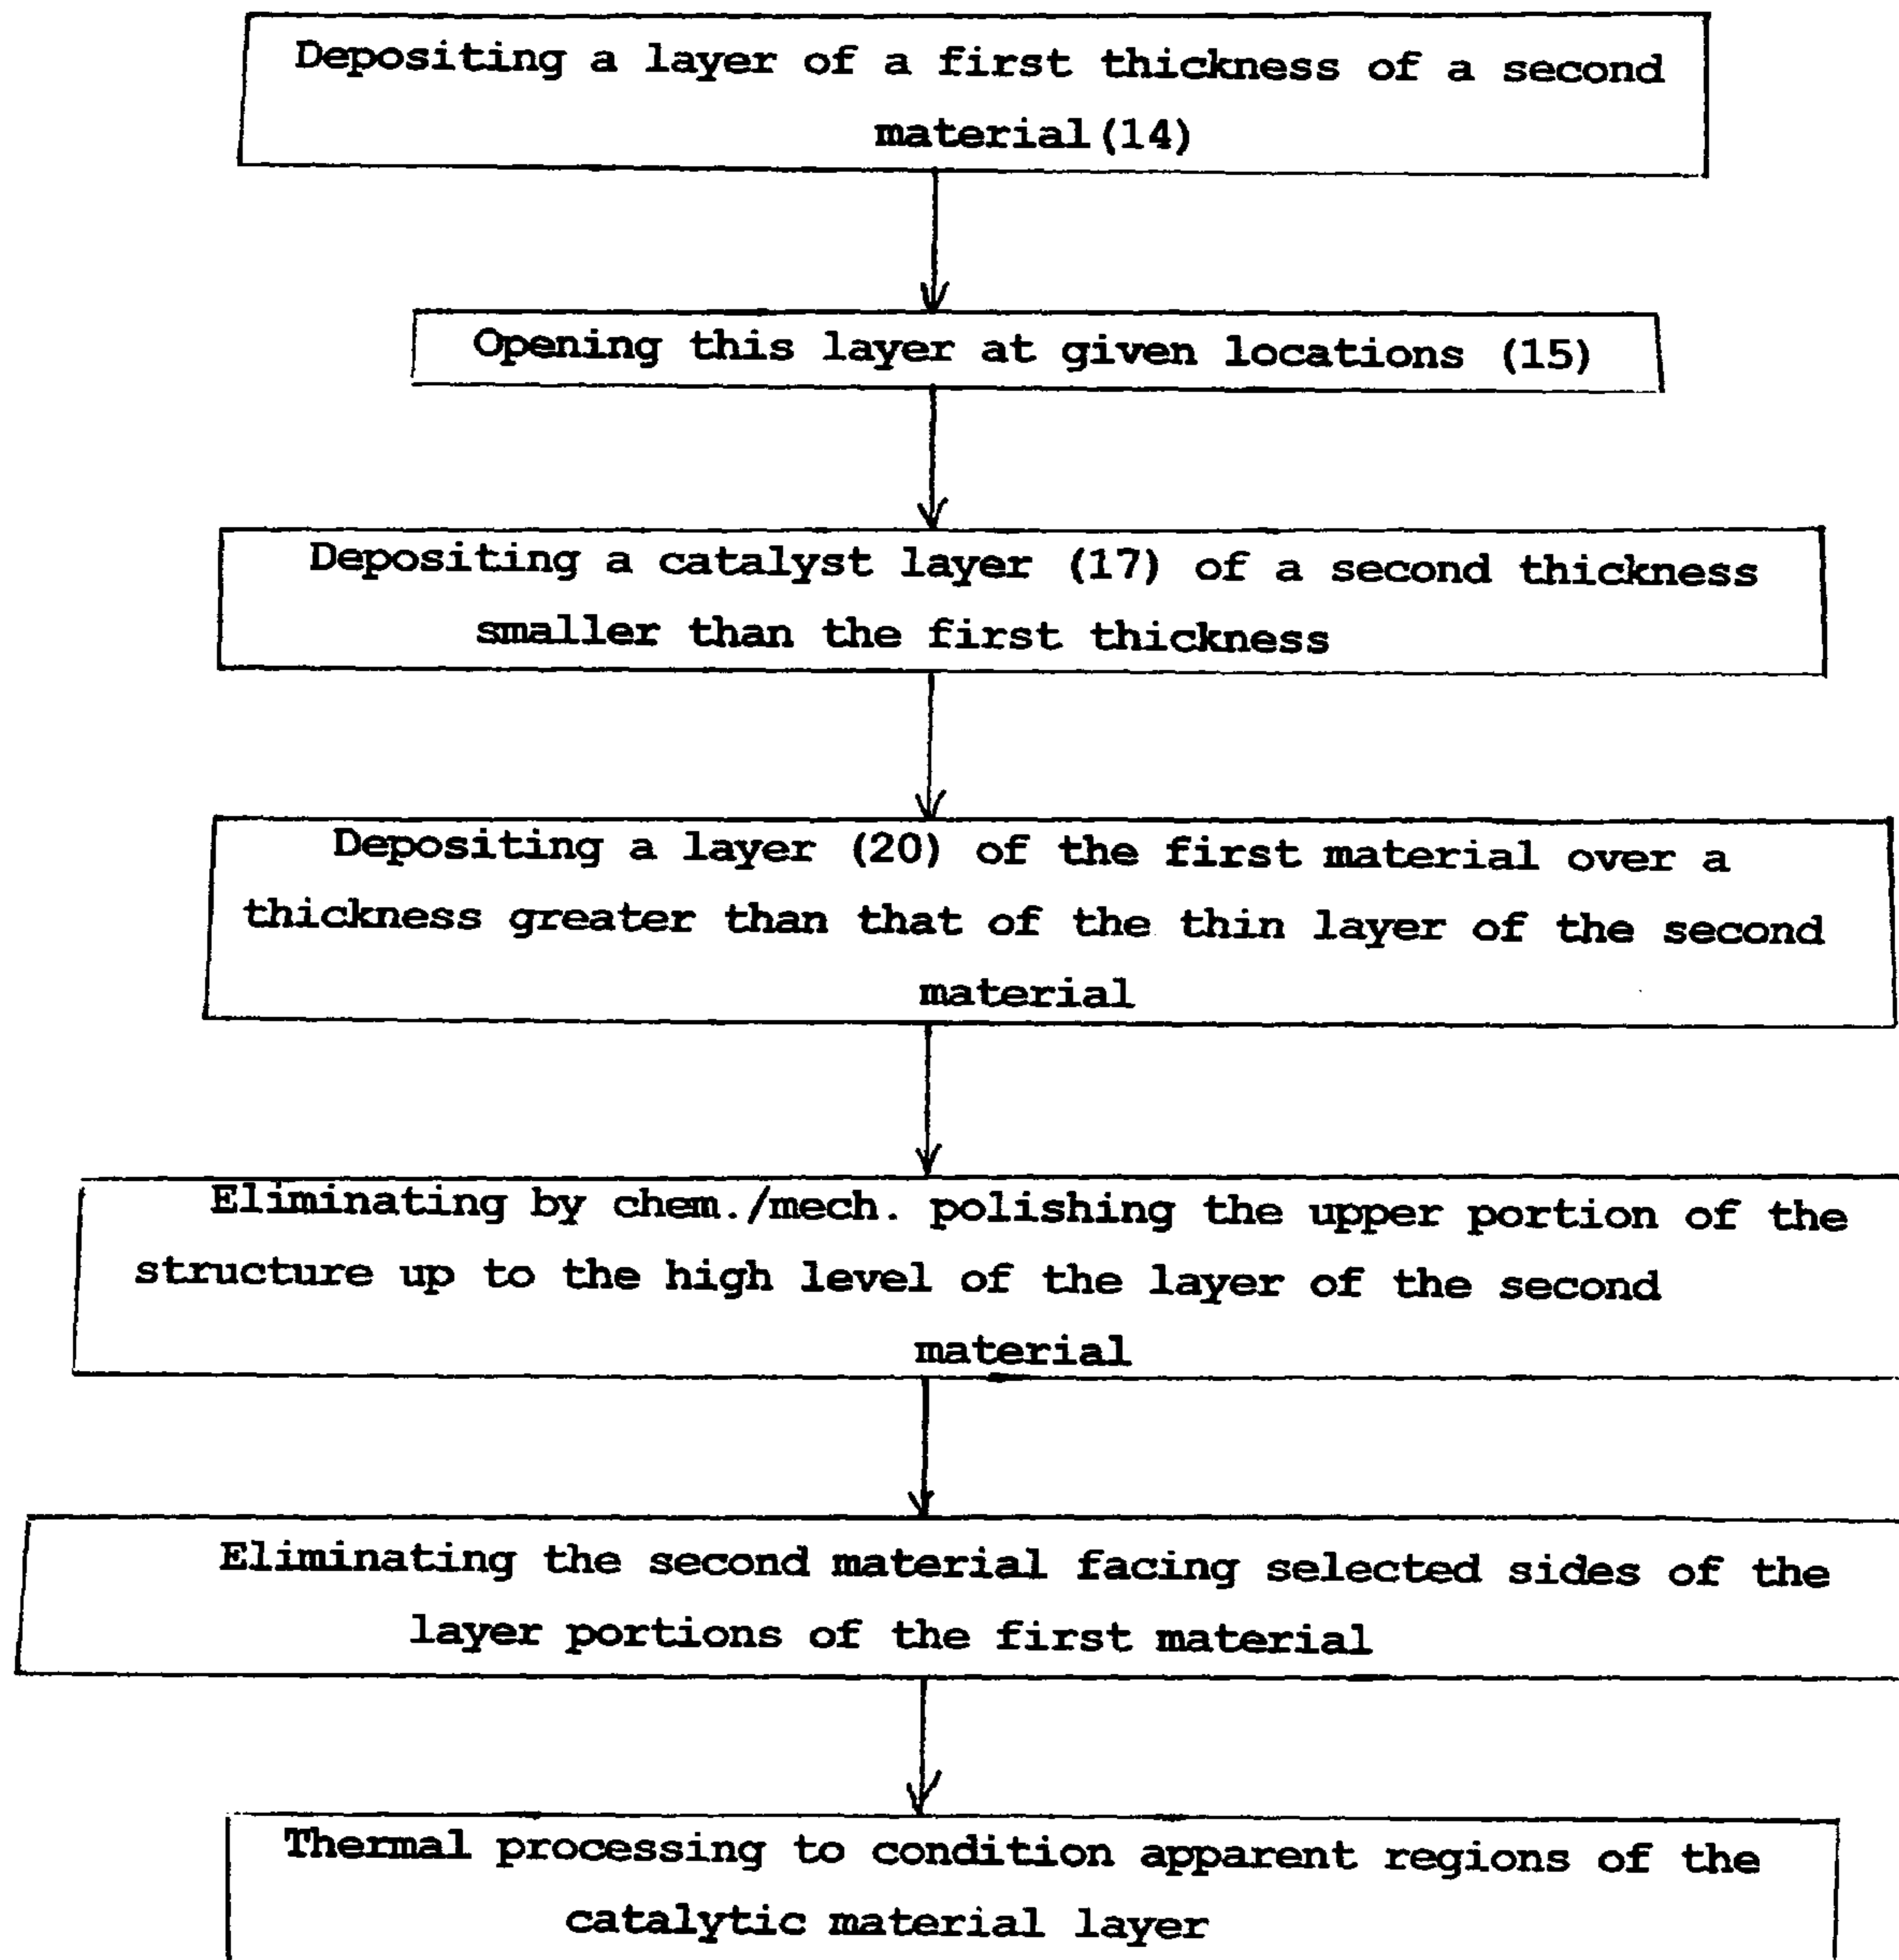 Depositing a layer of a first thickness of a second
material(14)
Opening this layer at given locations (15)
Depositing a catalyst layer (17) of a second thickness
smaller than the first thickness
Depositing a layer (20) of the first material over a
thickness greater than that of the thin layer of the second
material
Eliminating by chem./mech. polishing the upper portion of the
structure up to the high level of the layer of the second
material
Eliminating the second material facing selected sides of the
layer portions of the first material
Thermal processing to condition apparent regions of the
catalytic material layer